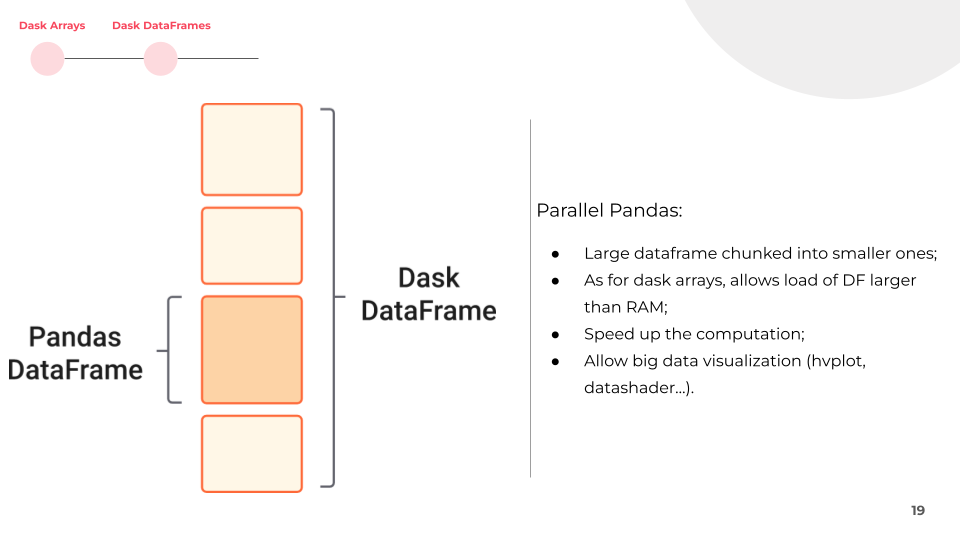 Dask Arrays
Dask DataFrames
Pandas
DataFrame
Dask
DataFrame
Parallel Pandas:
● Large dataframe chunked into smaller ones;
● As for dask arrays, allows load of DF larger
than RAM;
● Speed up the computation;
● Allow big data visualization (hvplot,
datashader...).
19